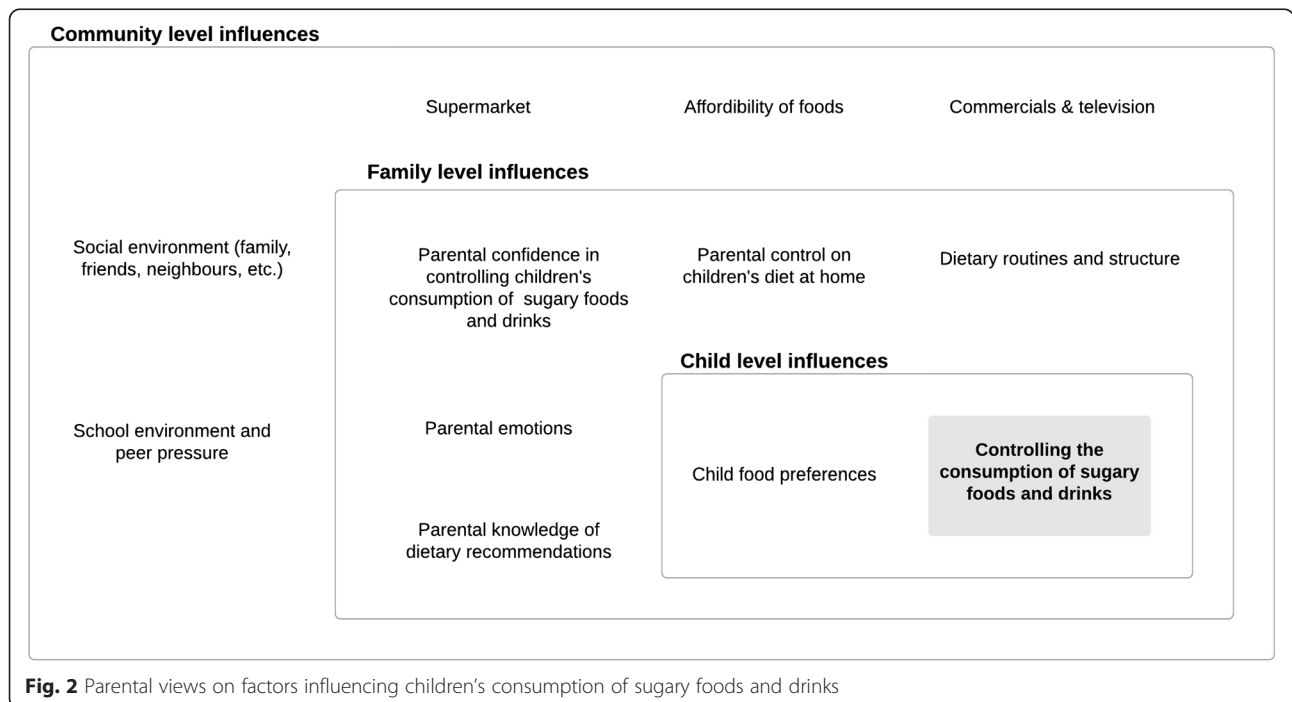 Community level influences
Supermarket
Affordibility of foods
Commercials & television
Family level influences
Social environment (family,
friends, neighbours, etc.)
Parental confidence in
controlling children's
consumption of sugary foods
and drinks
Parental control on
children's diet at home
Dietary routines and structure
Child level influences
School environment and
peer pressure
Parental emotions
Child food preferences
Controlling the
consumption of sugary
foods and drinks
Parental knowledge of
dietary recommendations
Fig. 2 Parental views on factors influencing children’s consumption of sugary foods and drinks